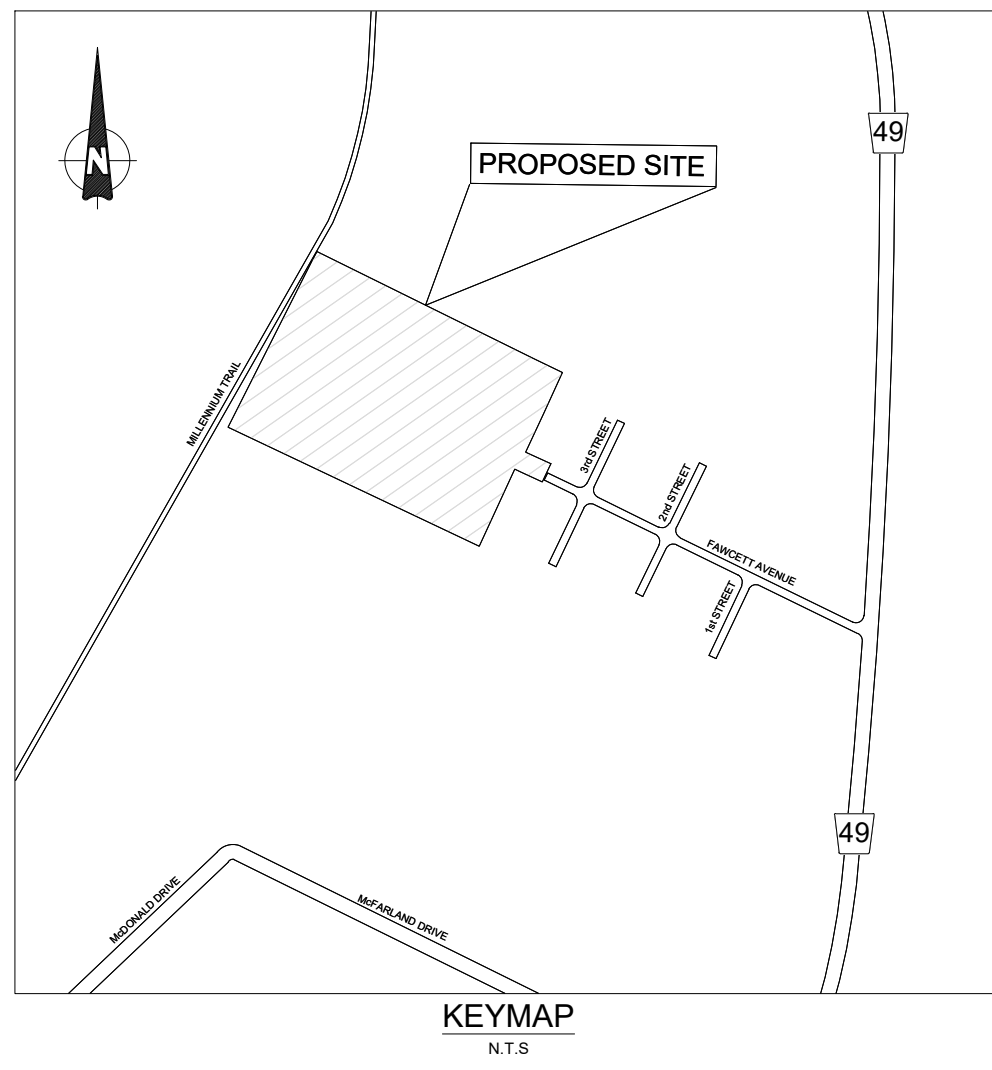 49
N
PROPOSED SITE
MILLENNIUM TRAIL
3rd STREET
2nd STREET
FAWCETT AVENUE
1st STREET
49
McDONALD DRIVE
McFARLAND DRIVE
KEYMAP
N.T.S